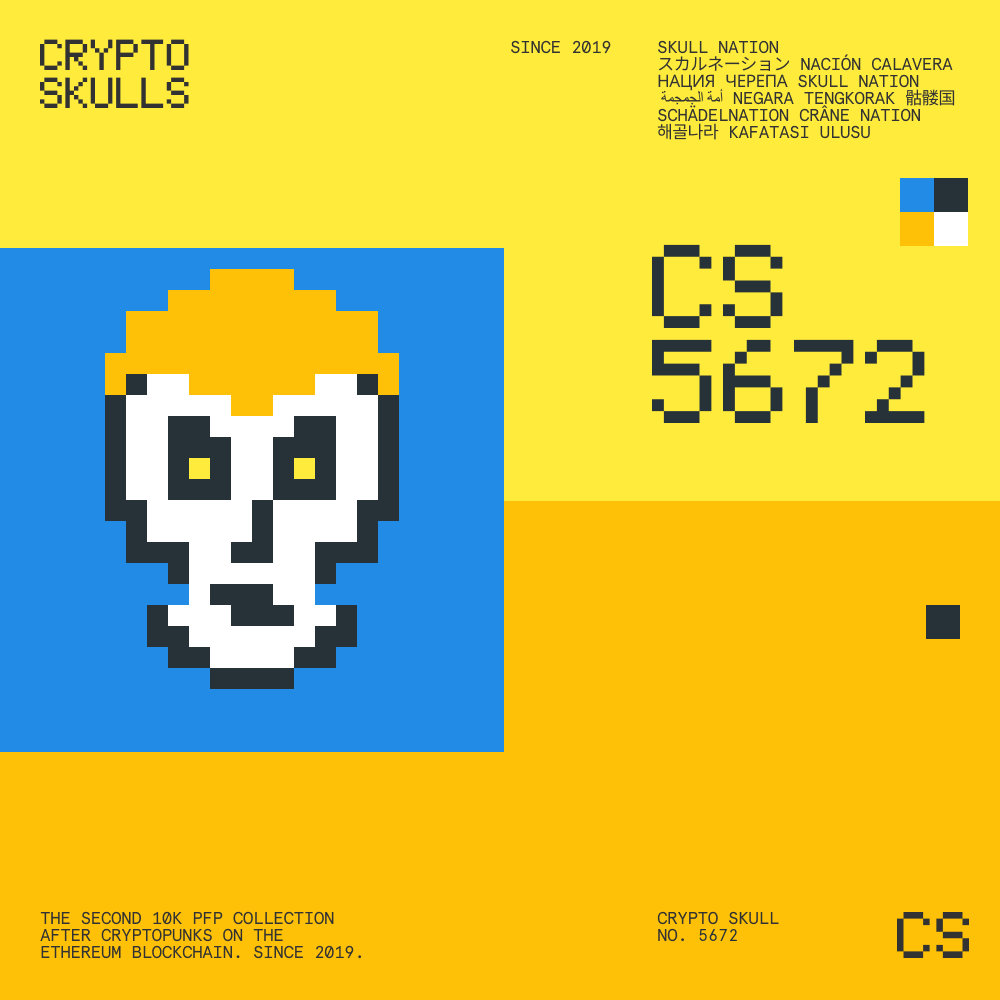 CRYPTO
SKULLS
SINCE 2019
SKULL NATION
スカルネーション NACIÓN CALAVERA
НАЦИЯ ЧЕРЕПА SKULL NATION
أمة الجمجمة NEGARA TENGKORAK 骷髅国
SCHÄDELNATION CRÂNE NATION
해골나라 KAFATASI ULUSU
CS
5672
THE SECOND 10K PFP COLLECTION
AFTER CRYPTOPUNKS ON THE
ETHEREUM BLOCKCHAIN. SINCE 2019.
CRYPTO SKULL
NO. 5672
CS